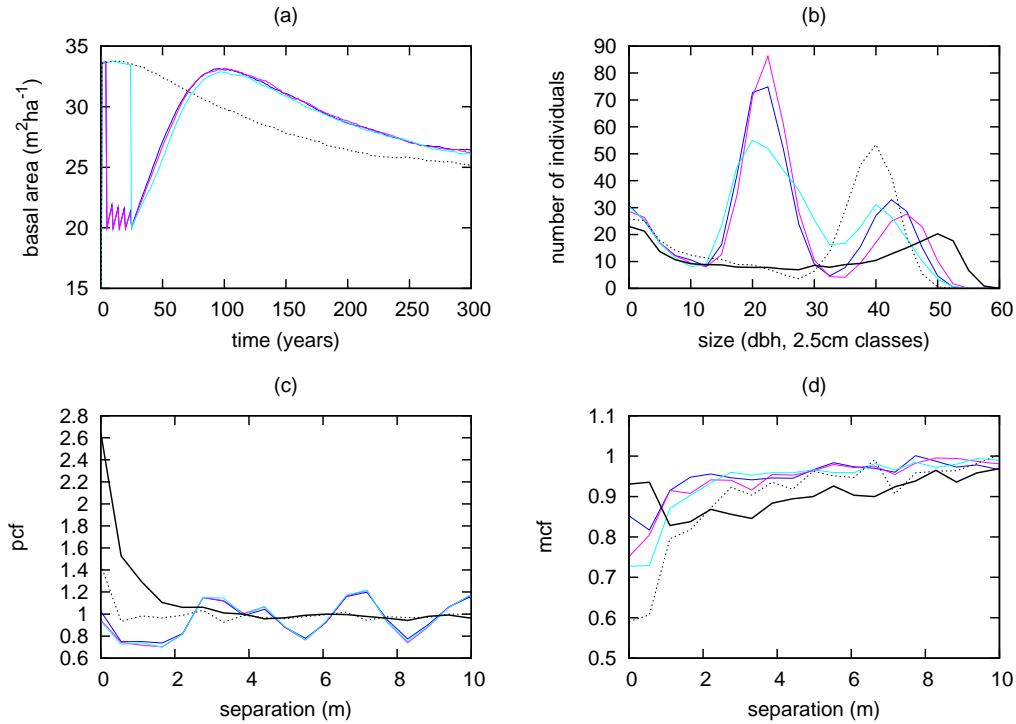 (a)
35
30
25
20
15
basal area (m²ha⁻¹)
0 50 100 150 200 250 300
time (years)
(b)
90
80
70
60
50
40
30
20
10
0
number of individuals
0 10 20 30 40 50 60
size (dbh, 2.5cm classes)
(c)
2.8
2.6
2.4
2.2
2
1.8
1.6
1.4
1.2
1
0.8
0.6
pcf
0 2 4 6 8 10
separation (m)
(d)
1.1
1
0.9
0.8
0.7
0.6
0.5
mcf
0 2 4 6 8 10
separation (m)